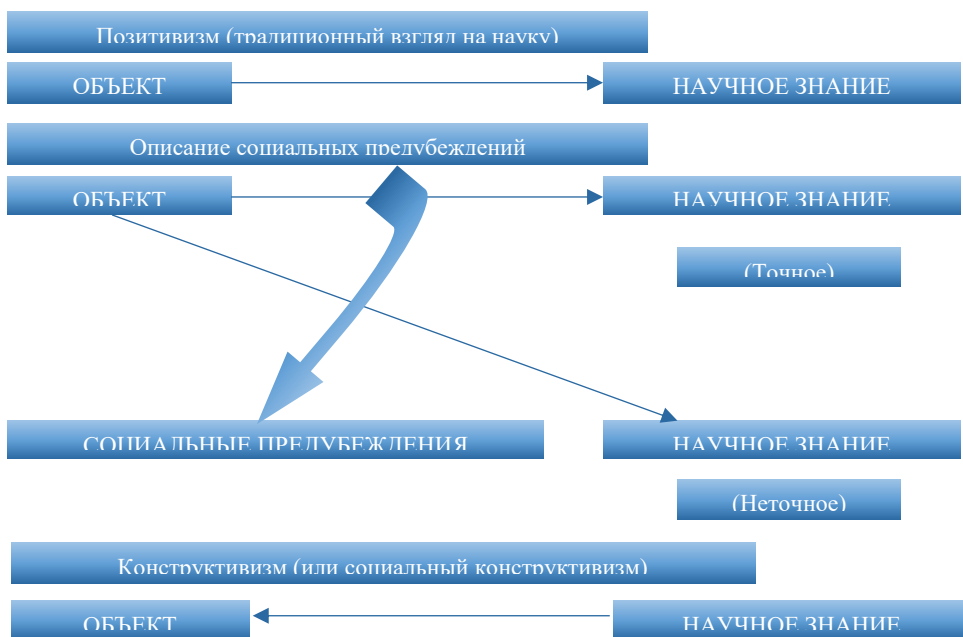 Позитивизм (традиционный взгляд на науку)
ОБЪЕКТ
НАУЧНОЕ ЗНАНИЕ
Описание социальных предубеждений
ОБЪЕКТ
НАУЧНОЕ ЗНАНИЕ
(Точное)
СОЦИАЛЬНЫЕ ПРЕДУБЕЖДЕНИЯ
НАУЧНОЕ ЗНАНИЕ
(Неточное)
Конструктивизм (или социальный конструктивизм)
ОБЪЕКТ
НАУЧНОЕ ЗНАНИЕ